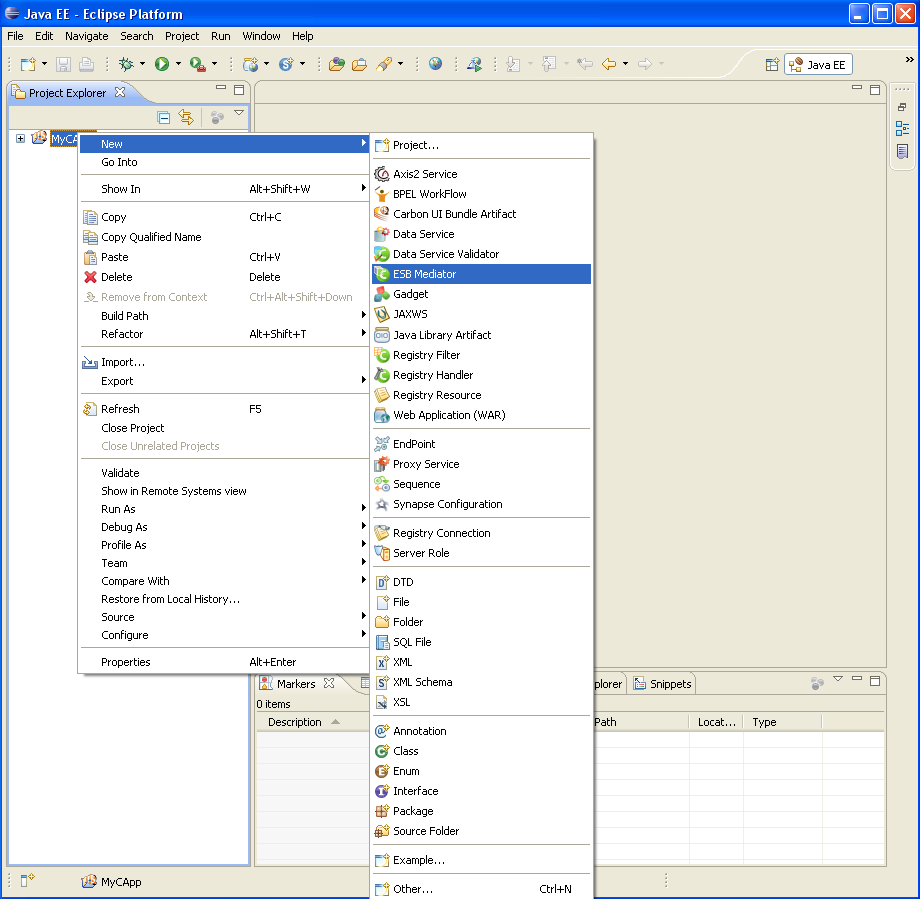 Java EE - Eclipse Platform
File Edit Navigate Search Project Run Window Help
Java EE
»
Project Explorer
New
Go Into
Show In Alt+Shift+W
Copy Ctrl+C
Copy Qualified Name
Paste Ctrl+V
Delete Delete
Remove from Context Ctrl+Alt+Shift+Down
Build Path
Refactor Alt+Shift+T
Import...
Export
Refresh F5
Close Project
Close Unrelated Projects
Validate
Show in Remote Systems view
Run As
Debug As
Profile As
Team
Compare With
Restore from Local History...
Source
Configure
Properties Alt+Enter
Project...
Axis2 Service
BPEL WorkFlow
Carbon UI Bundle Artifact
Data Service
Data Service Validator
ESB Mediator
Gadget
JAXWS
Java Library Artifact
Registry Filter
Registry Handler
Registry Resource
Web Application (WAR)
EndPoint
Proxy Service
Sequence
Synapse Configuration
Registry Connection
Server Role
DTD
File
Folder
SQL File
XML
XML Schema
XSL
Annotation
Class
Enum
Interface
Package
Source Folder
Example...
Other... Ctrl+N
Markers plorer Snippets
0 items
Description Path Locat... Type
MyCApp